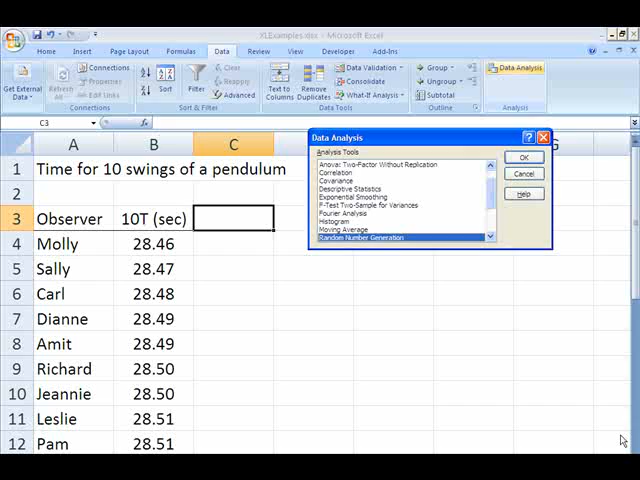 XLExamples.xlsx - Microsoft Excel
Home Insert Page Layout Formulas Data Review View Developer Add-Ins
Get External Data
Refresh All
Connections
Properties
Edit Links
Connections
Sort
Filter
Clear
Reapply
Advanced
Sort & Filter
Text to Columns
Remove Duplicates
Data Validation
Consolidate
What-If Analysis
Data Tools
Group
Ungroup
Subtotal
Outline
Data Analysis
Analysis
C3
fx
A B C G
1 Time for 10 swings of a pendulum
2
3 Observer 10T (sec)
4 Molly 28.46
5 Sally 28.47
6 Carl 28.48
7 Dianne 28.49
8 Amit 28.49
9 Richard 28.50
10 Jeannie 28.50
11 Leslie 28.51
12 Pam 28.51
Data Analysis
Analysis Tools
Anova: Two-Factor Without Replication
Correlation
Covariance
Descriptive Statistics
Exponential Smoothing
F-Test Two-Sample for Variances
Fourier Analysis
Histogram
Moving Average
Random Number Generation
OK
Cancel
Help